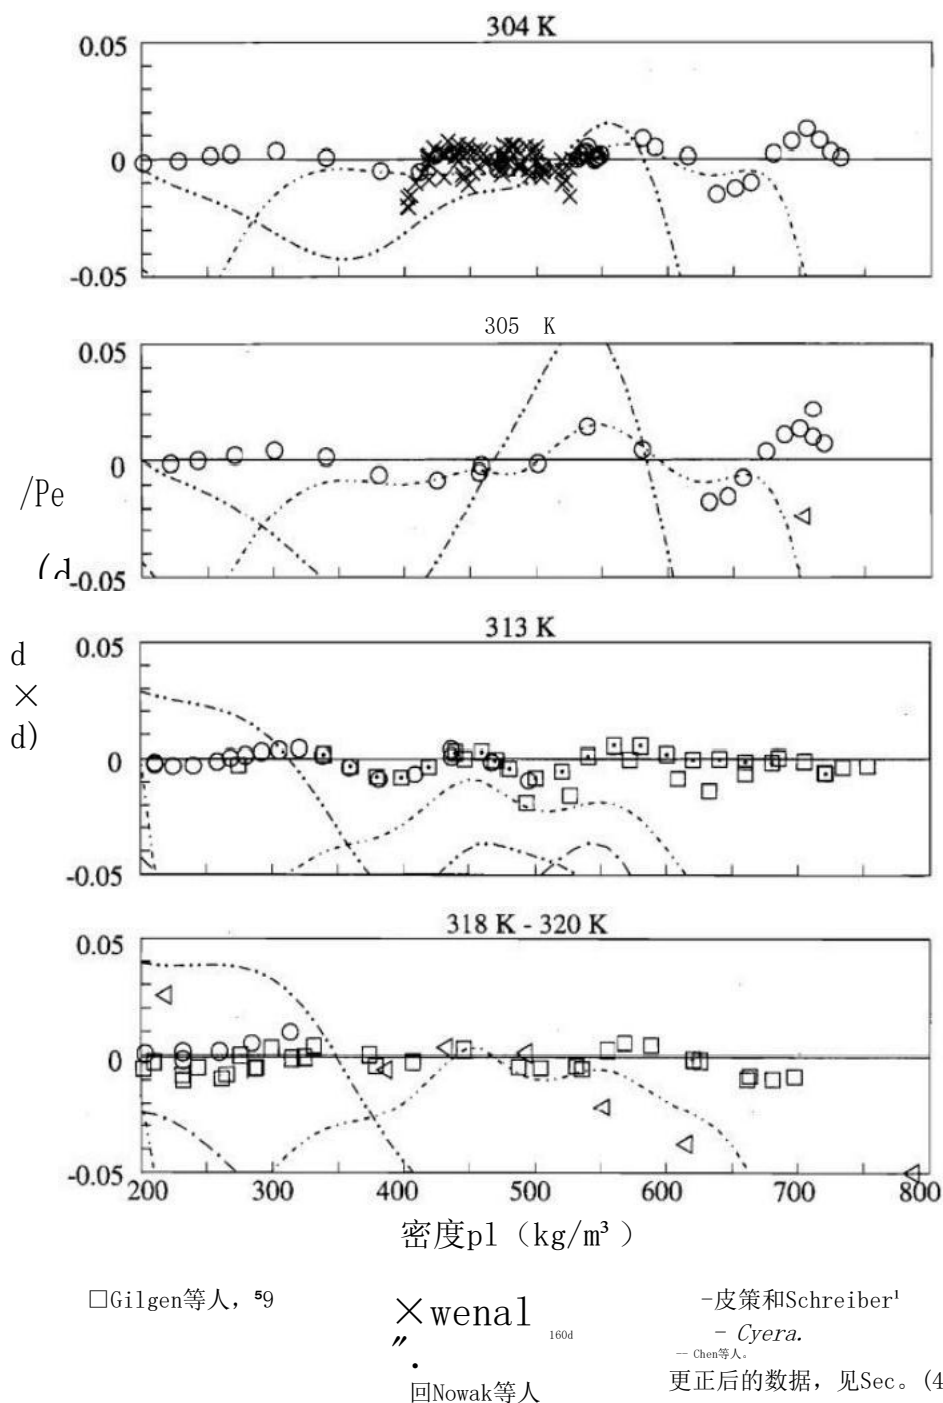 304 K
0.05
0
-0.05
305 K
0.05
0
-0.05
/Pe
(d
313 K
0.05
0
-0.05
d
×
d)
318 K - 320 K
0.05
0
-0.05
200 300 400 500 600 700 800
密度pl（kg/m³）
□Gilgen等人，⁵9
×wenal 160d
〃.
回Nowak等人
-皮策和Schreiber¹
- Cyera.
-- Chen等人。
更正后的数据，见Sec。(4